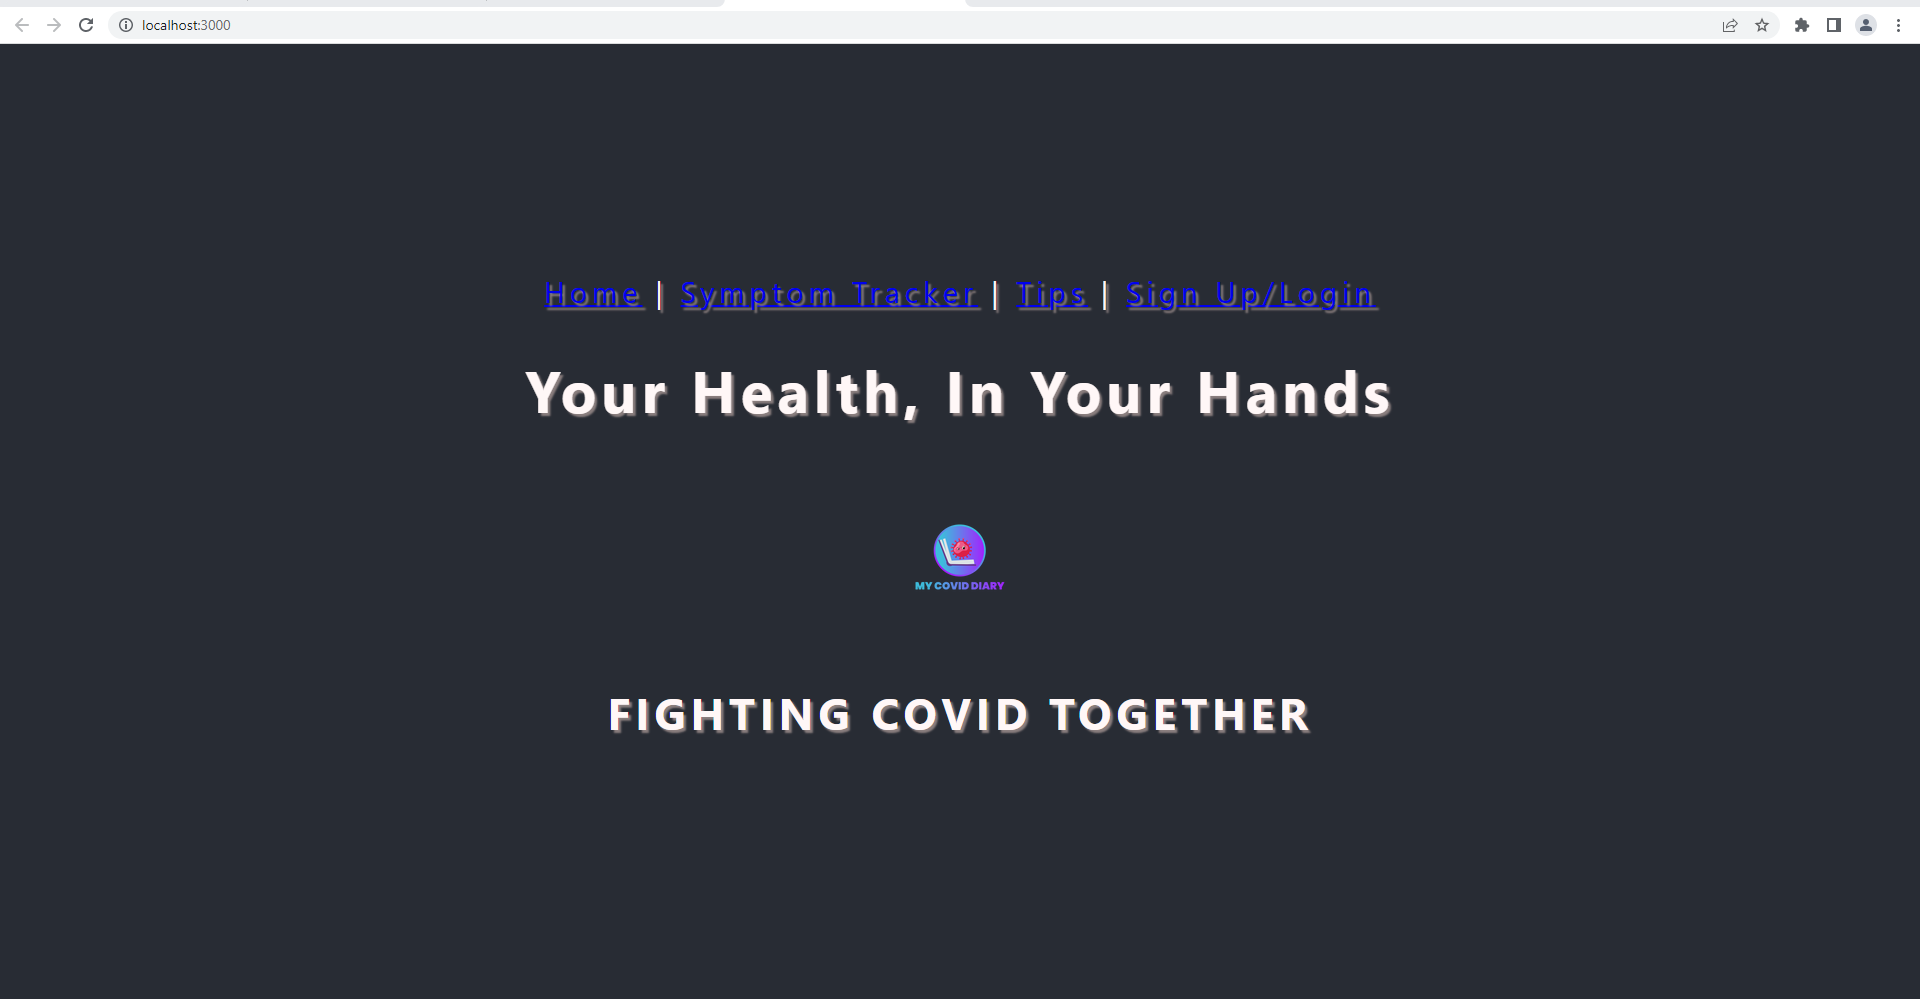 localhost:3000
Home | Symptom Tracker | Tips | Sign Up/Login
Your Health, In Your Hands
MY COVID DIARY
FIGHTING COVID TOGETHER